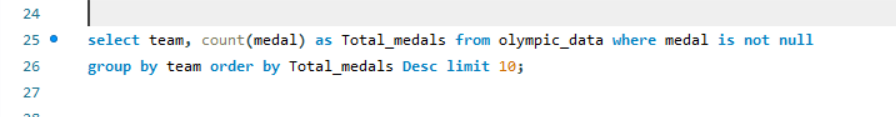 24
25 select team, count(medal) as Total_medals from olympic_data where medal is not null
26 group by team order by Total_medals Desc limit 10;
27